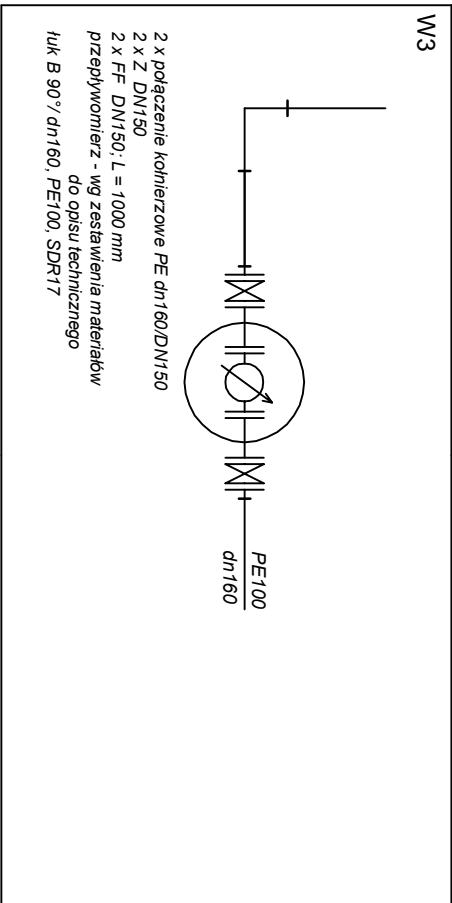 W3
PE100
dn160
2 x połączenie kołnierzowe PE dn160/DN150
2 x Z DN150
2 x FF DN150; L = 1000 mm
przepływomierz - wg zestawienia materiałów
do opisu technicznego
łuk B 90°/ dn160, PE100, SDR17